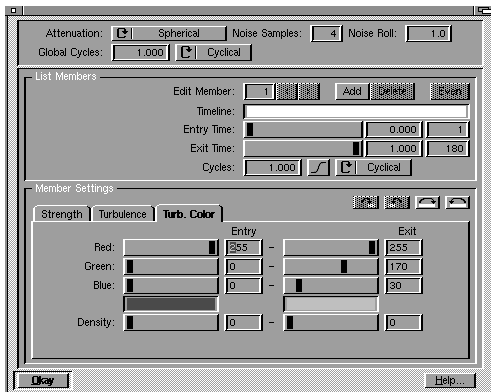 Attenuation: Spherical Noise Samples: 4 Noise Roll: 1.0
Global Cycles: 1.000 Cyclical
List Members
Edit Member: 1 Add Delete Even
Timeline:
Entry Time: 0.000 1
Exit Time: 1.000 180
Cycles: 1.000 Cyclical
Member Settings
Strength Turbulence Turb. Color
Entry Exit
Red: 255 - 255
Green: 0 - 170
Blue: 0 - 30
Density: 0 - 0
Okay Help...